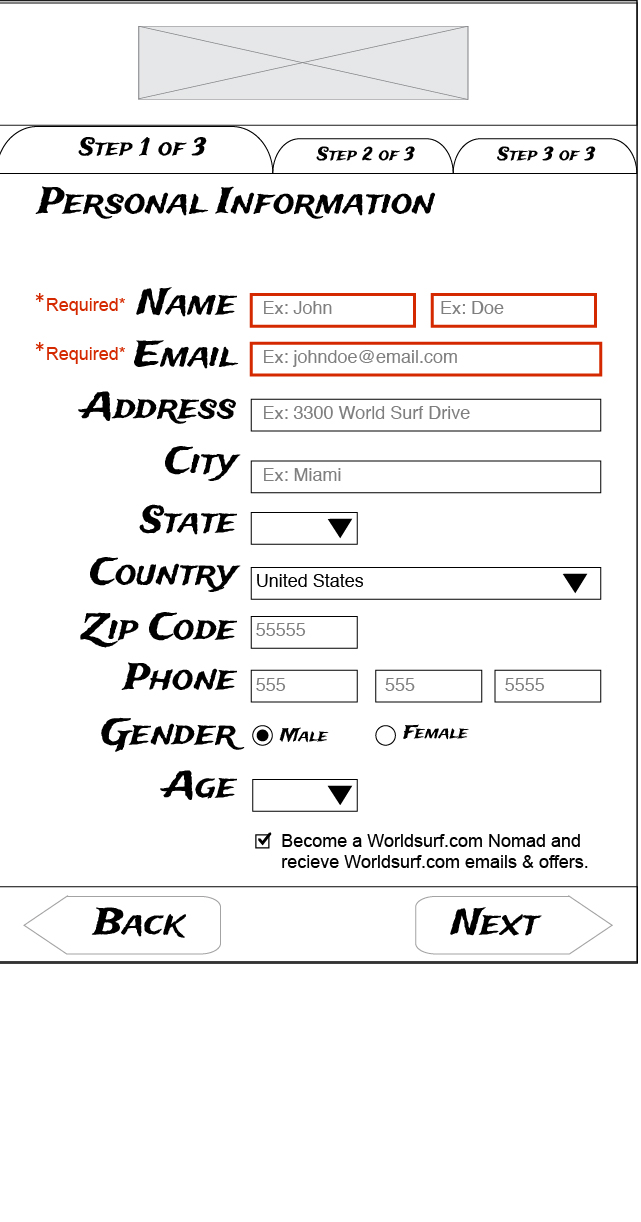 Step 1 of 3 Step 2 of 3 Step 3 of 3
Personal Information
*Required* Name Ex: John Ex: Doe
*Required* Email Ex: johndoe@email.com
Address Ex: 3300 World Surf Drive
City Ex: Miami
State
Country United States
Zip Code 55555
Phone 555 555 5555
Gender Male Female
Age
Become a Worldsurf.com Nomad and
recieve Worldsurf.com emails & offers.
Back Next